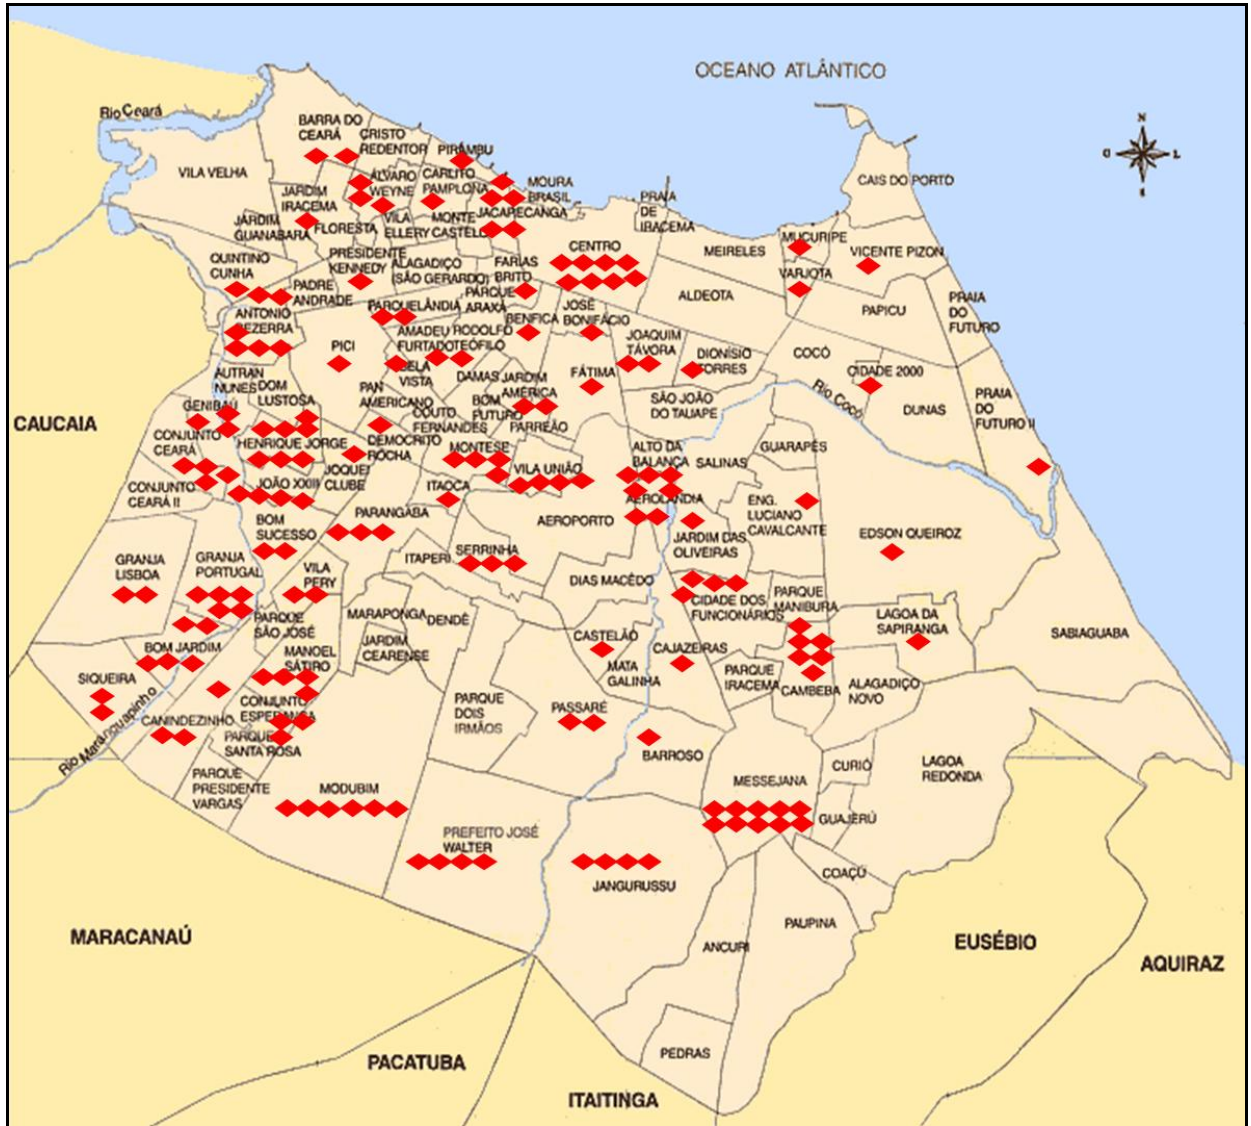 OCEANO ATLÂNTICO
Rio Ceará
N
O
L
BARRA DO
CEARÁ
CRISTO
REDENTOR
PIRAMBU
VILA VELHA
ÁLVARO
WEYNE
CARLITO
PAMPLONA
MOURA
BRASIL
CAIS DO PORTO
JARDIM
IRACEMA
JACARECANGA
PRAIA
DE
IRACEMA
JARDIM
GUANABARA
FLORESTA
VILA
ELLERY
MONTE
CASTELO
MEIRELES
MUCURIPE
VICENTE PIZON
CENTRO
QUINTINO
CUNHA
PRESIDENTE
KENNEDY
ALAGADIÇO
(SÃO GERARDO)
FARIAS
BRITO
VARJOTA
PADRE
ANDRADE
PARQUE
ARAXÁ
ALDEOTA
PAPICU
PRAIA
DO
FUTURO
ANTONIO
BEZERRA
PARQUELÂNDIA
BENFICA
JOSÉ
BONIFÁCIO
AMADEU
FURTADO
RODOLFO
TEÓFILO
JOAQUIM
TÁVORA
PICI
DIONÍSIO
TORRES
COCÓ
CIDADE 2000
BELA
VISTA
DAMAS
JARDIM
AMÉRICA
FÁTIMA
AUTRAN
NUNES
DOM
LUSTOSA
PAN
AMERICANO
BOM
FUTURO
SÃO JOÃO
DO TAUAPE
Rio Cocó
DUNAS
PRAIA
DO
FUTURO II
CAUCAIA
GENIBAÚ
COUTO
FERNANDES
PARREÃO
CONJUNTO
CEARÁ
HENRIQUE JORGE
DEMOCRITO
ROCHA
MONTESE
ALTO DA
BALANÇA
GUARAPES
JOQUEI
CLUBE
VILA UNIÃO
SALINAS
CONJUNTO
CEARÁ II
JOÃO XXIII
ITAOCA
AEROLANDIA
ENG.
LUCIANO
CAVALCANTE
PARANGABA
AEROPORTO
BOM
SUCESSO
JARDIM DAS
OLIVEIRAS
EDSON QUEIROZ
GRANJA
LISBOA
GRANJA
PORTUGAL
VILA
PERY
ITAPERI
SERRINHA
DIAS MACÊDO
CIDADE DOS
FUNCIONÁRIOS
PARQUE
MANIBURA
PARQUE
SÃO JOSÉ
MARAPONGA
DENDÊ
LAGOA DA
SAPIRANGA
SABIAGUABA
BOM JARDIM
MANOEL
SÁTIRO
JARDIM
CEARENSE
CASTELÃO
CAJAZEIRAS
MATA
GALINHA
PARQUE
IRACEMA
CAMBEBA
ALAGADIÇO
NOVO
SIQUEIRA
CONJUNTO
ESPERANÇA
PARQUE
DOIS
IRMÃOS
PASSARÉ
CANINDEZINHO
PARQUE
SANTA ROSA
BARROSO
Rio Maranguapinho
MESSEJANA
CURIÓ
LAGOA
REDONDA
PARQUE
PRESIDENTE
VARGAS
MODUBIM
GUAJERÚ
PREFEITO JOSÉ
WALTER
JANGURUSSU
COAÇÚ
MARACANAÚ
ANCURI
PAUPINA
EUSÉBIO
AQUIRAZ
PACATUBA
PEDRAS
ITAITINGA